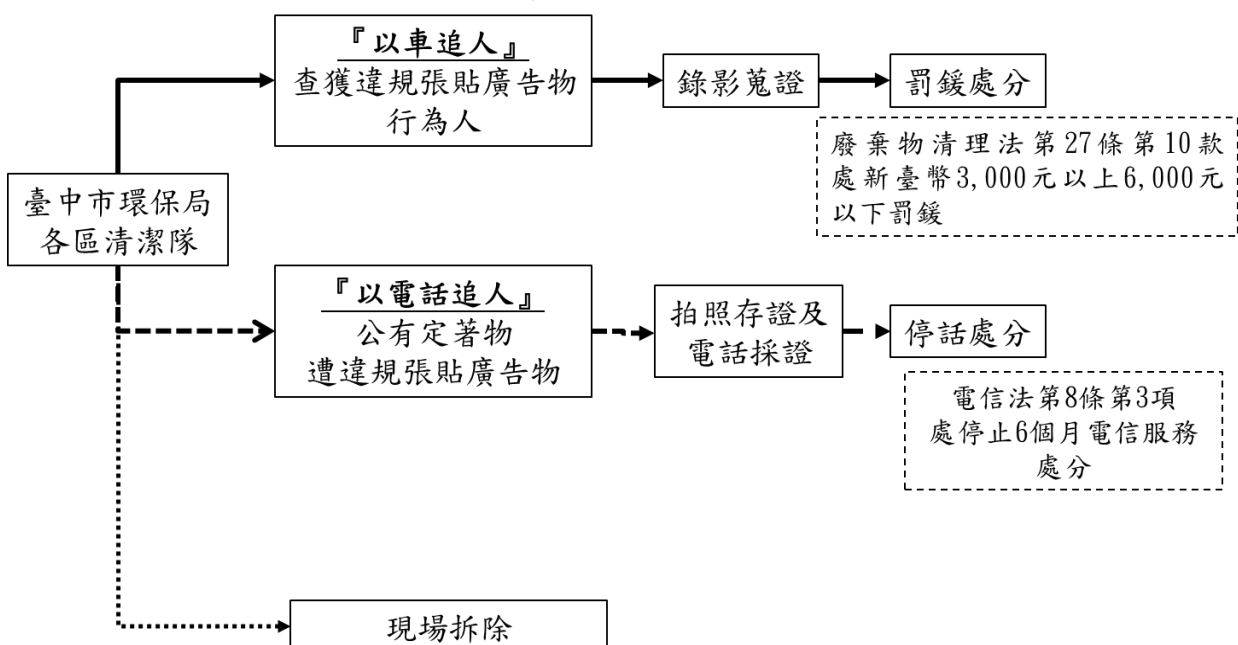 『以車追人』
查獲違規張貼廣告物
行為人
錄影蒐證
罰鍰處分
廢棄物清理法第27條第10款
處新臺幣3,000元以上6,000元
以下罰鍰
臺中市環保局
各區清潔隊
『以電話追人』
公有定著物
遭違規張貼廣告物
拍照存證及
電話採證
停話處分
電信法第8條第3項
處停止6個月電信服務
處分
現場拆除